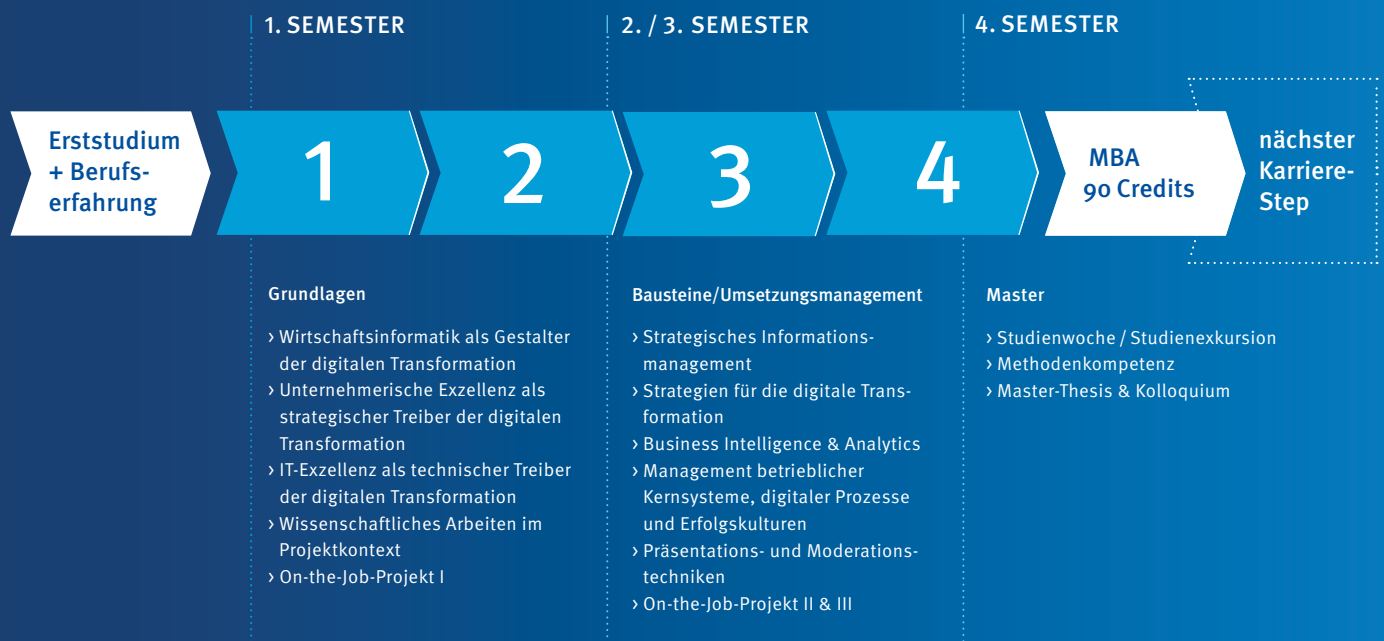 1. SEMESTER
2. / 3. SEMESTER
4. SEMESTER
Erststudium
+ Berufs-
erfahrung
1
2
3
4
MBA
90 Credits
nächster
Karriere-
Step
Grundlagen
› Wirtschaftsinformatik als Gestalter
der digitalen Transformation
› Unternehmerische Exzellenz als
strategischer Treiber der digitalen
Transformation
› IT-Exzellenz als technischer Treiber
der digitalen Transformation
› Wissenschaftliches Arbeiten im
Projektkontext
› On-the-Job-Projekt I
Bausteine/Umsetzungsmanagement
› Strategisches Informations-
management
› Strategien für die digitale Trans-
formation
› Business Intelligence & Analytics
› Management betrieblicher
Kernsysteme, digitaler Prozesse
und Erfolgskulturen
› Präsentations- und Moderations-
techniken
› On-the-Job-Projekt II & III
Master
› Studienwoche / Studienexkursion
› Methodenkompetenz
› Master-Thesis & Kolloquium